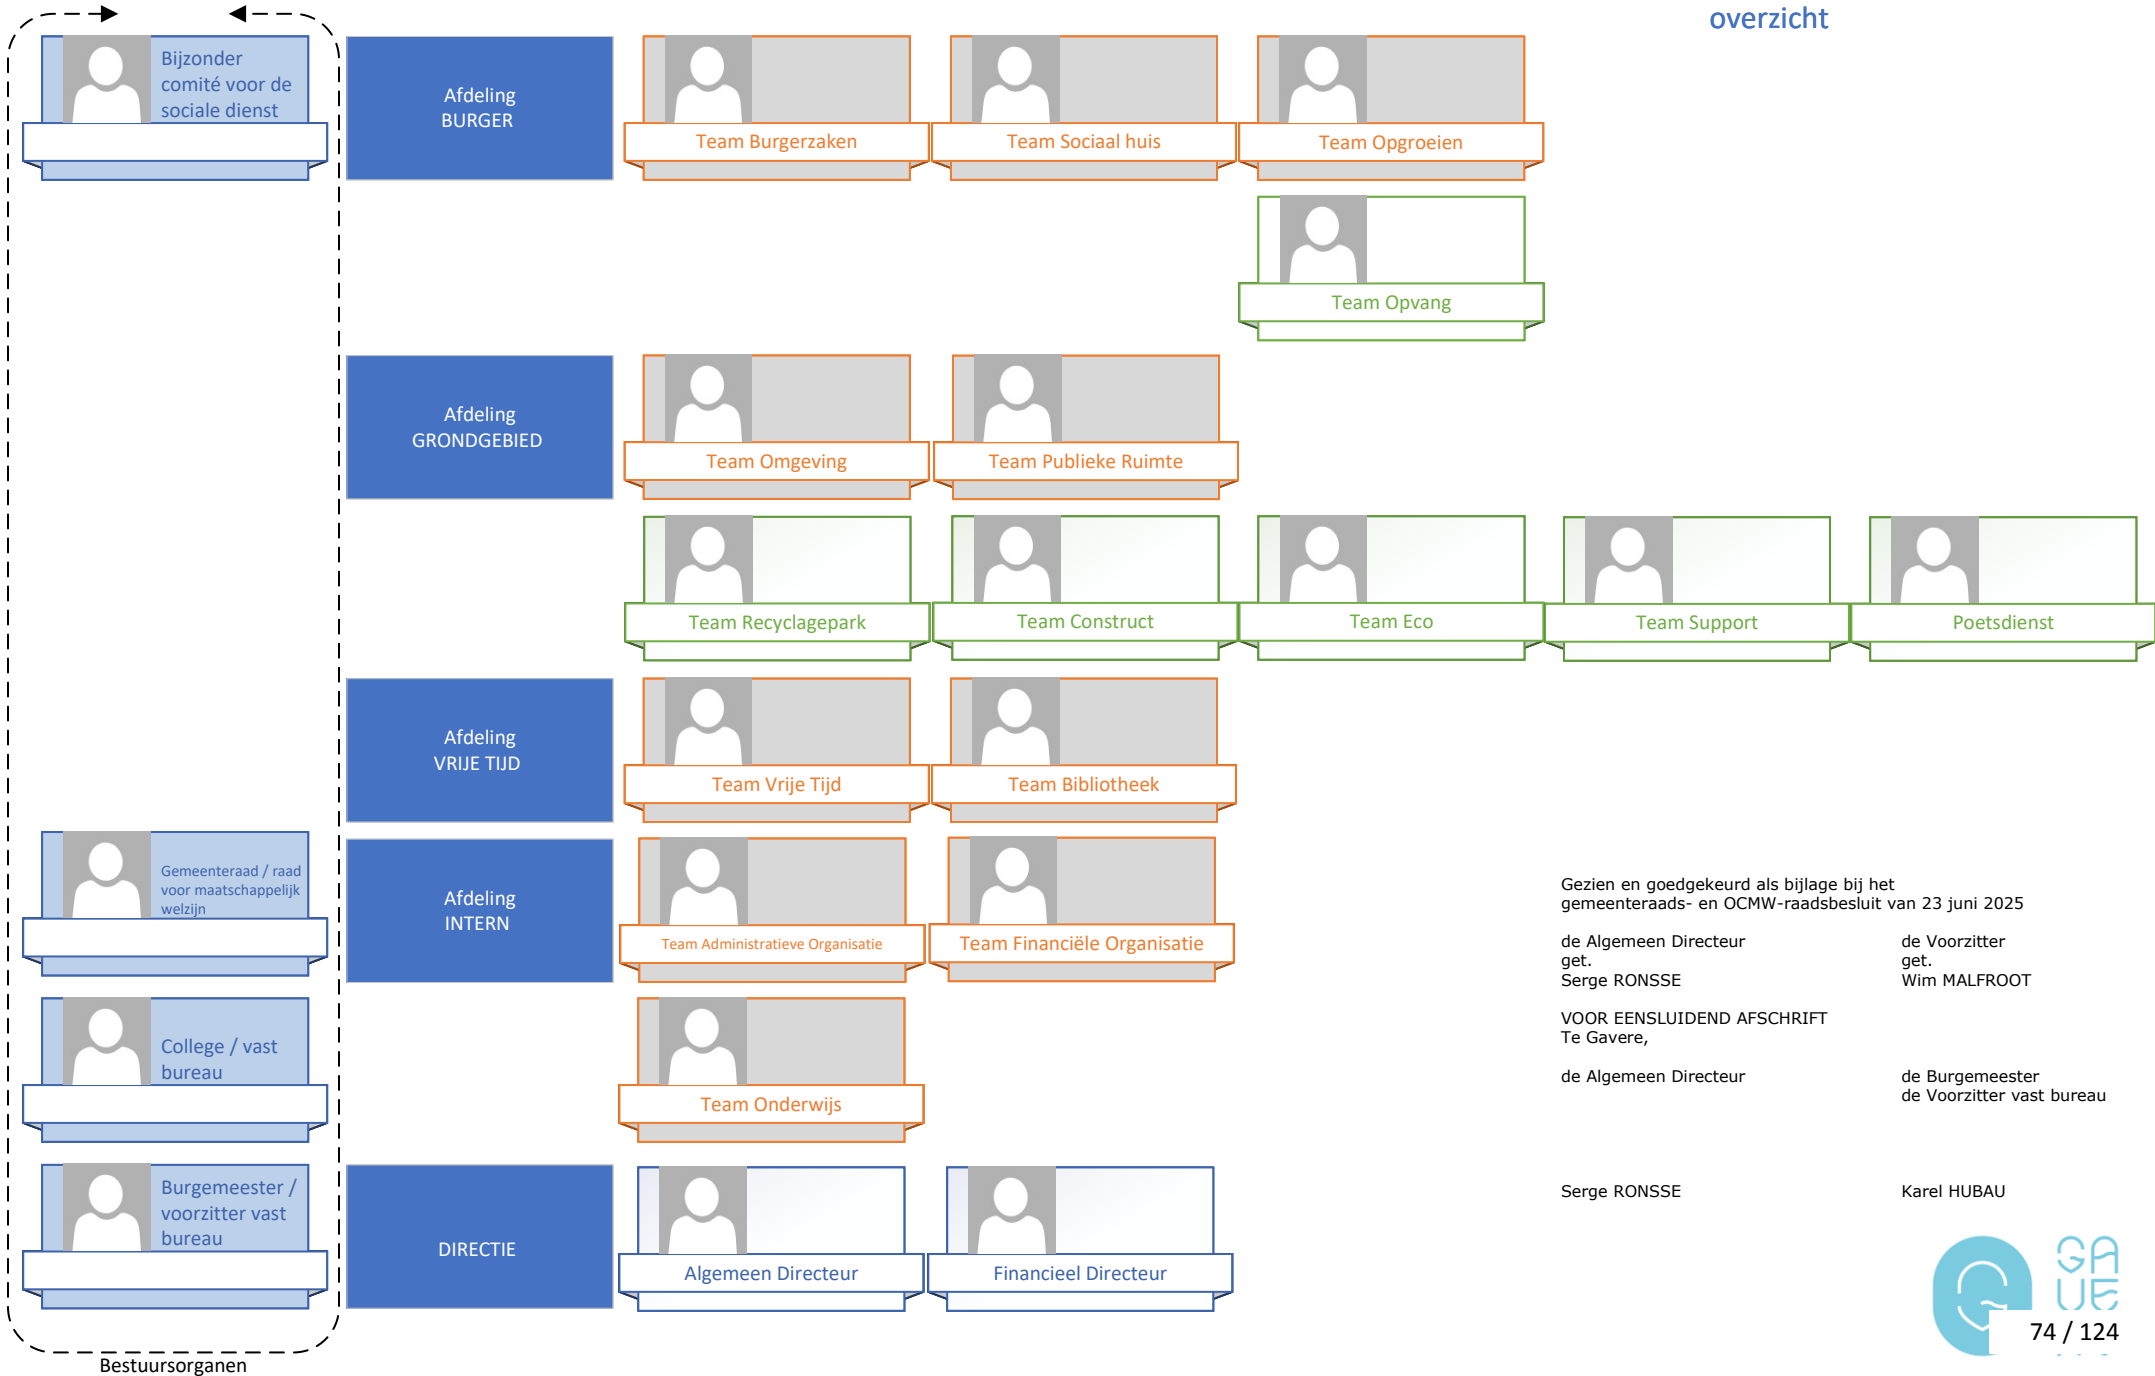 overzicht
Bijzonder
comité voor de
sociale dienst
Afdeling
BURGER
Team Burgerzaken
Team Sociaal huis
Team Opgroeien
Team Opvang
Afdeling
GRONDGEBIED
Team Omgeving
Team Publieke Ruimte
Team Recyclagepark
Team Construct
Team Eco
Team Support
Poetsdienst
Afdeling
VRIJE TIJD
Team Vrije Tijd
Team Bibliotheek
Gemeenteraad / raad
voor maatschappelijk
welzijn
Afdeling
INTERN
Team Administratieve Organisatie
Team Financiële Organisatie
College / vast
bureau
Team Onderwijs
Burgemeester /
voorzitter vast
bureau
DIRECTIE
Algemeen Directeur
Financieel Directeur
Bestuursorganen
Gezien en goedgekeurd als bijlage bij het
gemeenteraads- en OCMW-raadsbesluit van 23 juni 2025
de Algemeen Directeur
de Voorzitter
get.
get.
Serge RONSSE
Wim MALFROOT
VOOR EENSLUIDEND AFSCHRIFT
Te Gavere,
de Algemeen Directeur
de Burgemeester
de Voorzitter vast bureau
Serge RONSSE
Karel HUBAU
GA
VE
74 / 124